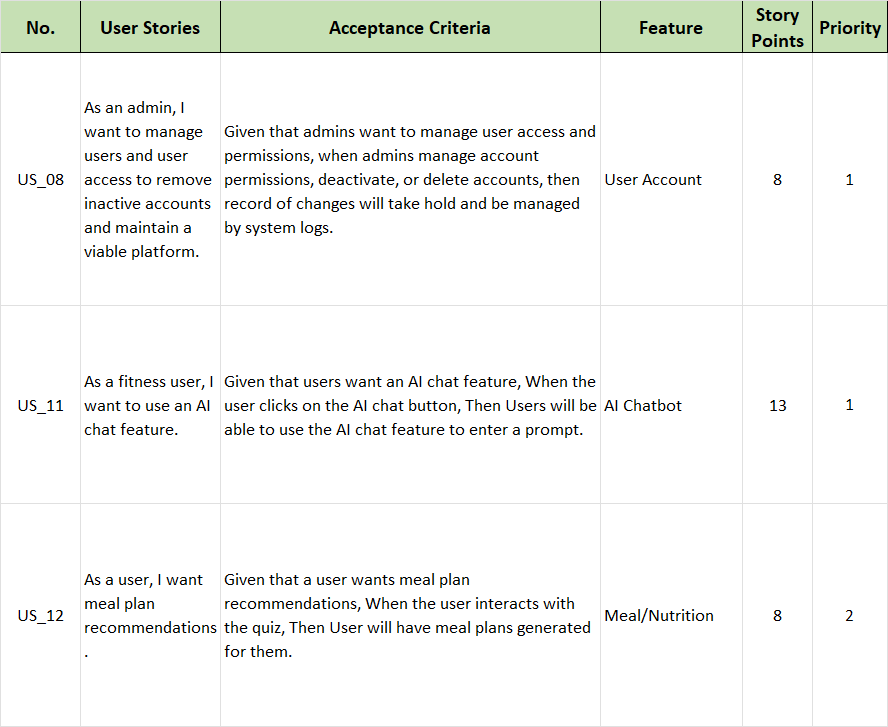 No.
User Stories
Acceptance Criteria
Feature
Story
Points
Priority
US_08
As an admin, I
want to manage
users and user
access to remove
inactive accounts
and maintain a
viable platform.
Given that admins want to manage user access and
permissions, when admins manage account
permissions, deactivate, or delete accounts, then
record of changes will take hold and be managed
by system logs.
User Account
8
1
US_11
As a fitness user, I
want to use an AI
chat feature.
Given that users want an AI chat feature, When the
user clicks on the AI chat button, Then Users will be
able to use the AI chat feature to enter a prompt.
AI Chatbot
13
1
US_12
As a user, I want
meal plan
recommendations
.
Given that a user wants meal plan
recommendations, When the user interacts with
the quiz, Then User will have meal plans generated
for them.
Meal/Nutrition
8
2